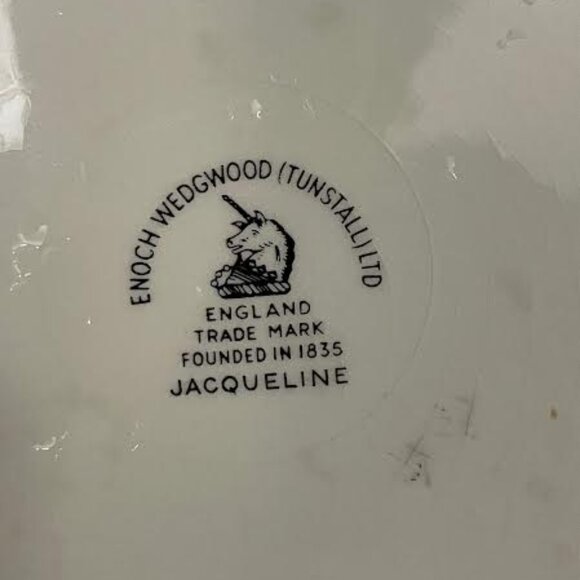 ENOCH WEDGWOOD (TUNSTALL) LTD
ENGLAND
TRADE MARK
FOUNDED IN 1835
JACQUELINE